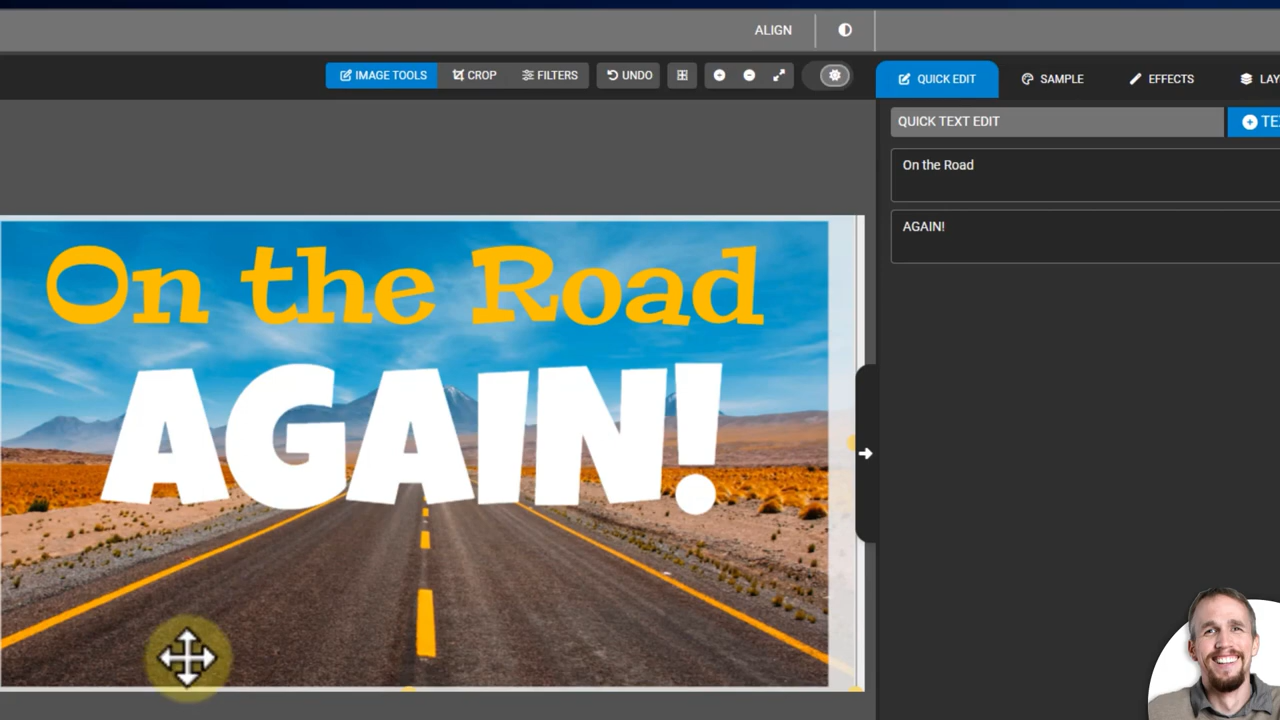 ALIGN
IMAGE TOOLS CROP FILTERS UNDO
QUICK EDIT SAMPLE EFFECTS
QUICK TEXT EDIT
On the Road
AGAIN!
On the Road
AGAIN!